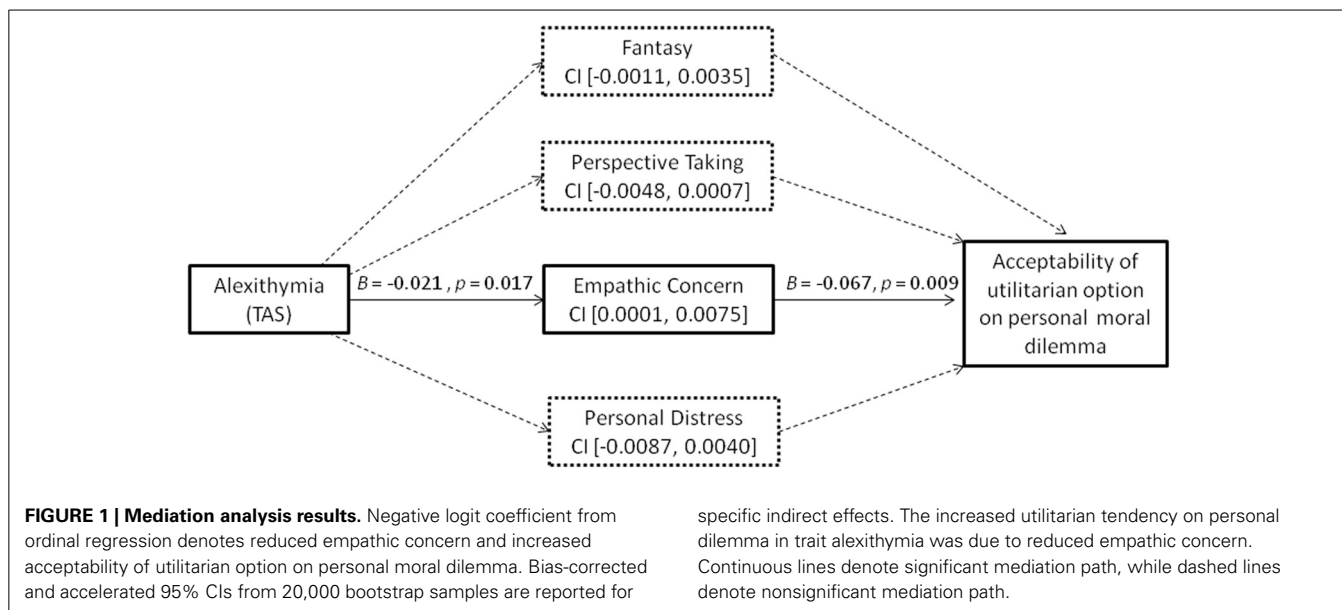 Fantasy
CI [-0.0011, 0.0035]
Perspective Taking
CI [-0.0048, 0.0007]
Alexithymia
(TAS)
B = -0.021 , p = 0.017
Empathic Concern
CI [0.0001, 0.0075]
B = -0.067, p = 0.009
Acceptability of
utilitarian option
on personal moral
dilemma
Personal Distress
CI [-0.0087, 0.0040]
FIGURE 1 | Mediation analysis results. Negative logit coefficient from
ordinal regression denotes reduced empathic concern and increased
acceptability of utilitarian option on personal moral dilemma. Bias-corrected
and accelerated 95% CIs from 20,000 bootstrap samples are reported for
specific indirect effects. The increased utilitarian tendency on personal
dilemma in trait alexithymia was due to reduced empathic concern.
Continuous lines denote significant mediation path, while dashed lines
denote nonsignificant mediation path.